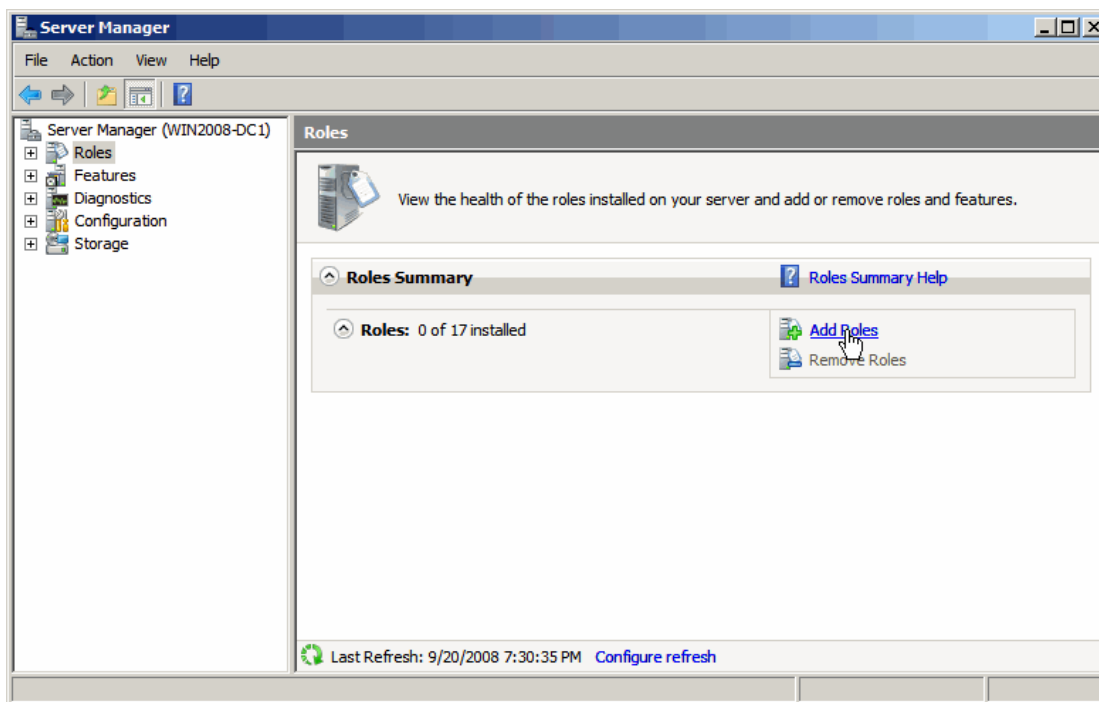 Server Manager
File Action View Help
Server Manager (WIN2008-DC1)
Roles
Features
Diagnostics
Configuration
Storage
Roles
View the health of the roles installed on your server and add or remove roles and features.
Roles Summary
Roles Summary Help
Roles: 0 of 17 installed
Add Roles
Remove Roles
Last Refresh: 9/20/2008 7:30:35 PM Configure refresh